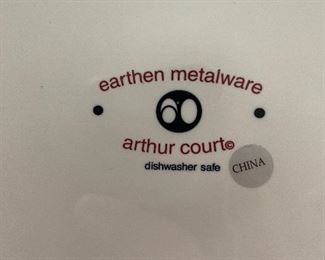 earthen metalware
arthur court©
dishwasher safe
CHINA